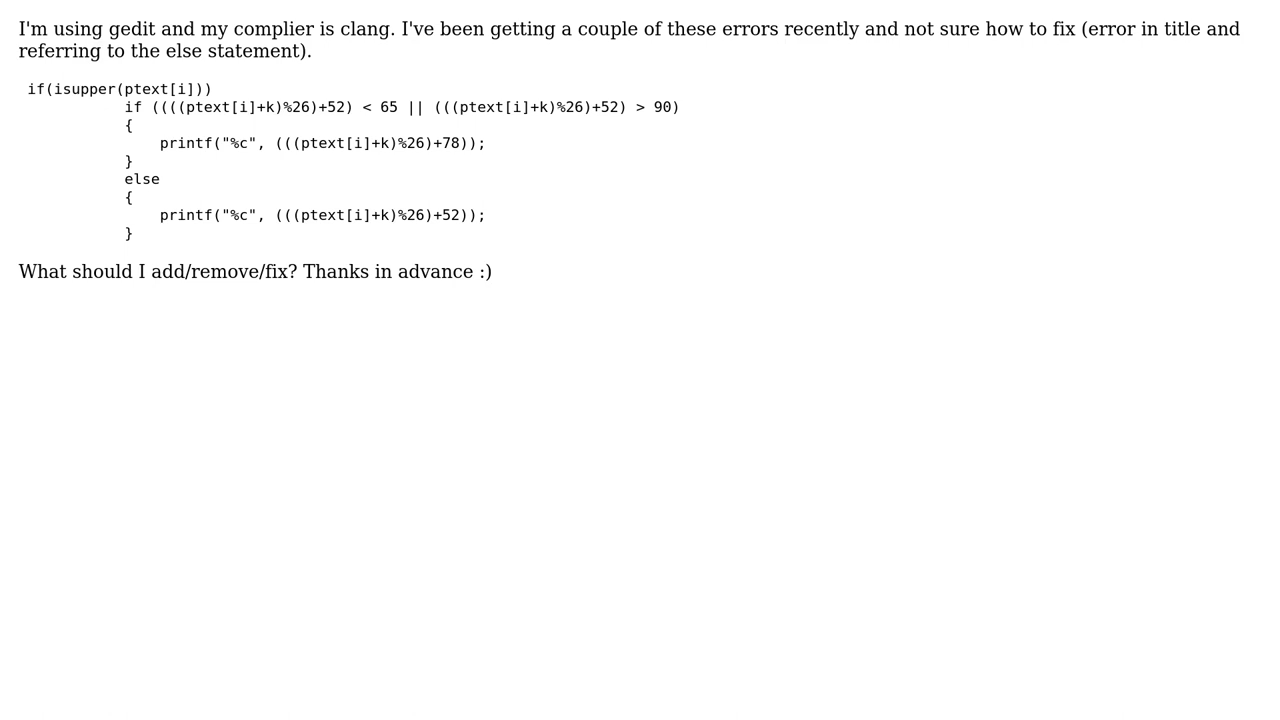 I'm using gedit and my complier is clang. I've been getting a couple of these errors recently and not sure how to fix (error in title and
referring to the else statement).
if(isupper(ptext[i]))
if ((((ptext[i]+k)%26)+52) < 65 || (((ptext[i]+k)%26)+52) > 90)
{
printf("%c", (((ptext[i]+k)%26)+78));
}
else
{
printf("%c", (((ptext[i]+k)%26)+52));
}
What should I add/remove/fix? Thanks in advance :)